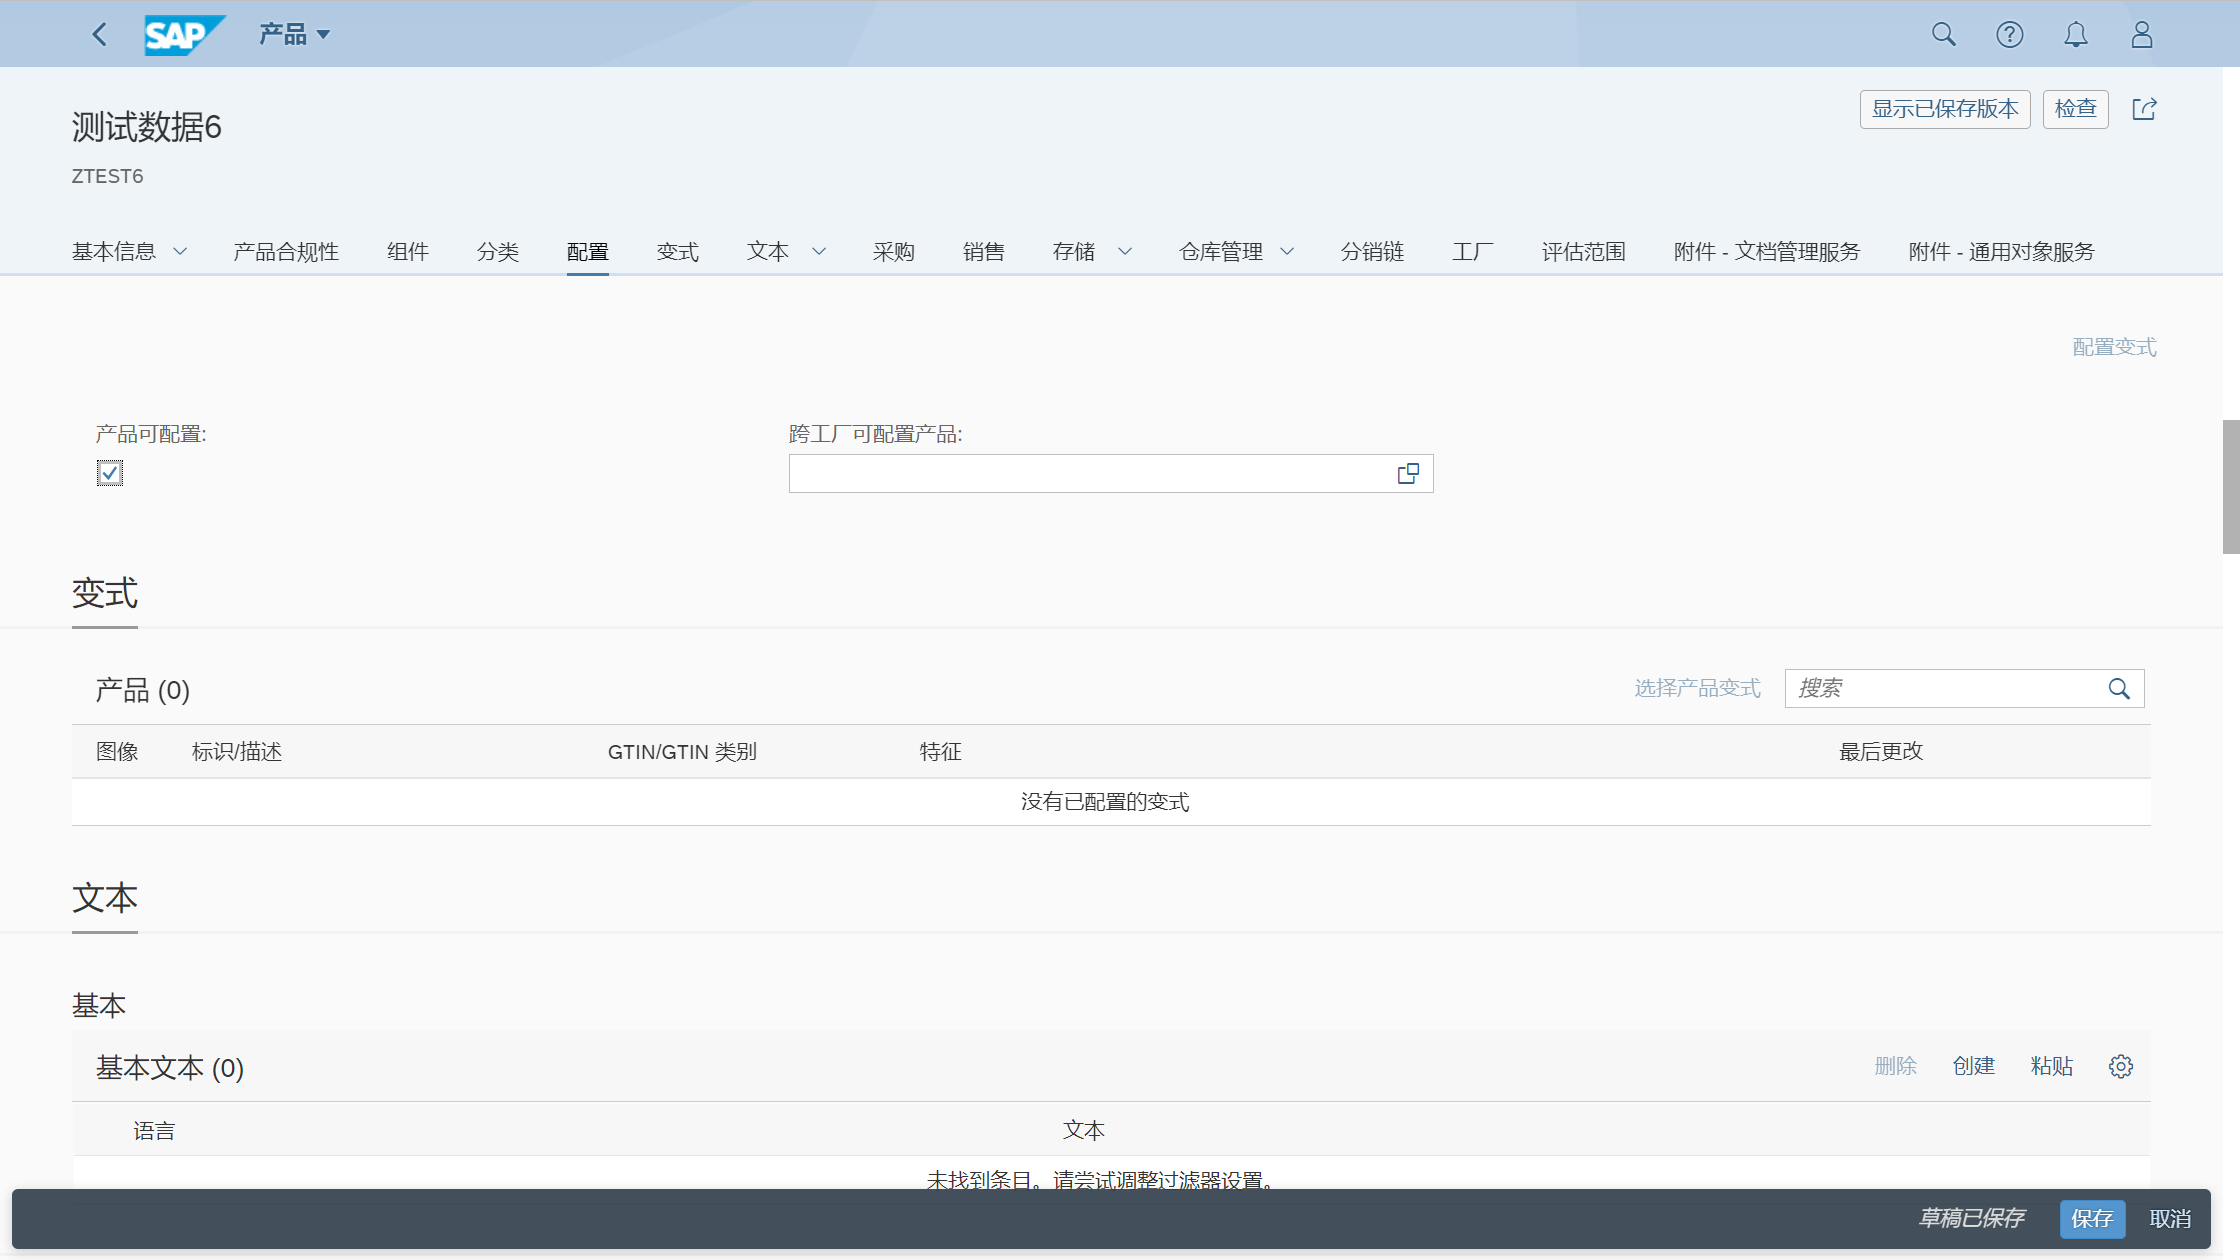 SAP
产品
测试数据6
显示已保存版本
检查
ZTEST6
基本信息
产品合规性
组件
分类
配置
变式
文本
采购
销售
存储
仓库管理
分销链
工厂
评估范围
附件 - 文档管理服务
附件 - 通用对象服务
配置变式
产品可配置:
跨工厂可配置产品:
变式
产品 (0)
选择产品变式
搜索
图像
标识/描述
GTIN/GTIN 类别
特征
最后更改
没有已配置的变式
文本
基本
基本文本 (0)
删除
创建
粘贴
语言
文本
未找到条目。请尝试调整过滤器设置。
草稿已保存
保存
取消